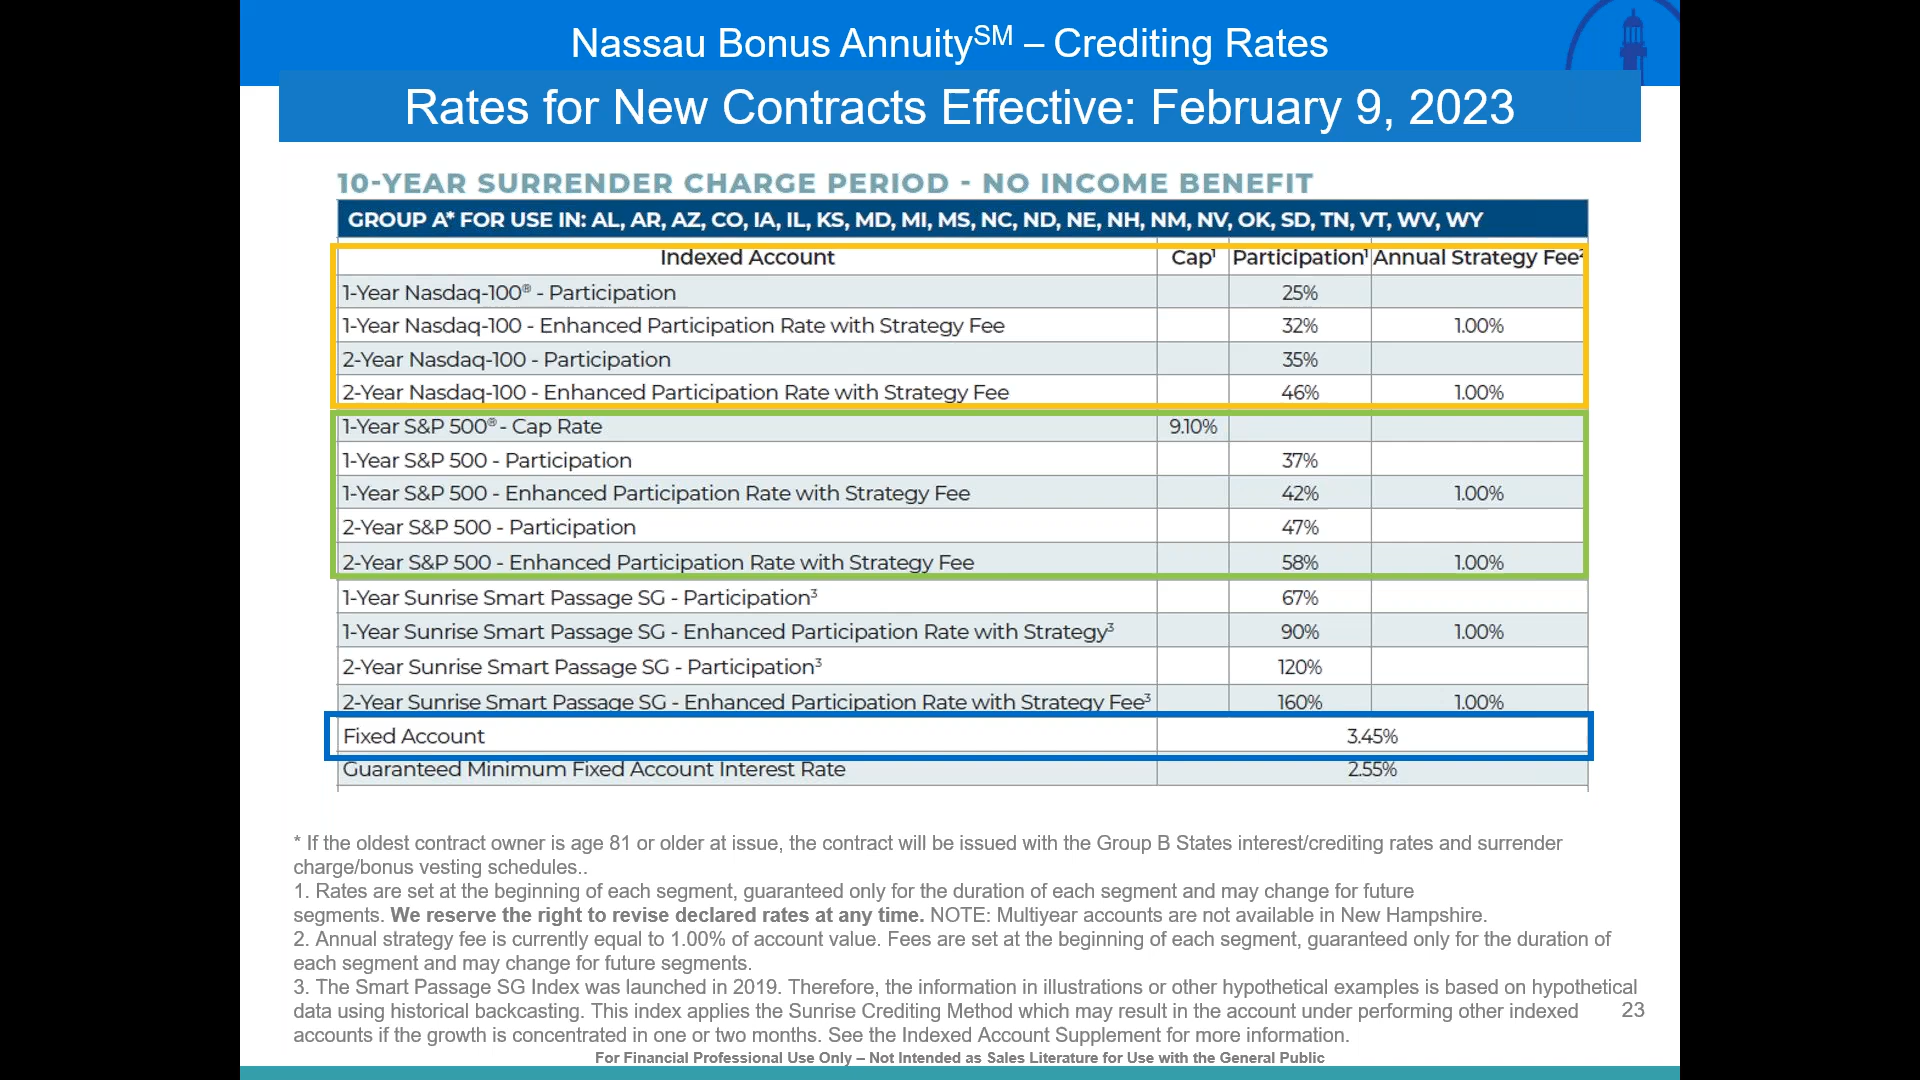 Nassau Bonus Annuity℠ – Crediting Rates
Rates for New Contracts Effective: February 9, 2023
10-YEAR SURRENDER CHARGE PERIOD - NO INCOME BENEFIT
GROUP A* FOR USE IN: AL, AR, AZ, CO, IA, IL, KS, MD, MI, MS, NC, ND, NE, NH, NM, NV, OK, SD, TN, VT, WV, WY
Indexed Account Cap¹ Participation¹ Annual Strategy Fee²
1-Year Nasdaq-100® - Participation 25%
1-Year Nasdaq-100 - Enhanced Participation Rate with Strategy Fee 32% 1.00%
2-Year Nasdaq-100 - Participation 35%
2-Year Nasdaq-100 - Enhanced Participation Rate with Strategy Fee 46% 1.00%
1-Year S&P 500® - Cap Rate 9.10%
1-Year S&P 500 - Participation 37%
1-Year S&P 500 - Enhanced Participation Rate with Strategy Fee 42% 1.00%
2-Year S&P 500 - Participation 47%
2-Year S&P 500 - Enhanced Participation Rate with Strategy Fee 58% 1.00%
1-Year Sunrise Smart Passage SG - Participation³ 67%
1-Year Sunrise Smart Passage SG - Enhanced Participation Rate with Strategy³ 90% 1.00%
2-Year Sunrise Smart Passage SG - Participation³ 120%
2-Year Sunrise Smart Passage SG - Enhanced Participation Rate with Strategy Fee³ 160% 1.00%
Fixed Account 3.45%
Guaranteed Minimum Fixed Account Interest Rate 2.55%
* If the oldest contract owner is age 81 or older at issue, the contract will be issued with the Group B States interest/crediting rates and surrender
charge/bonus vesting schedules..
1. Rates are set at the beginning of each segment, guaranteed only for the duration of each segment and may change for future
segments. We reserve the right to revise declared rates at any time. NOTE: Multiyear accounts are not available in New Hampshire.
2. Annual strategy fee is currently equal to 1.00% of account value. Fees are set at the beginning of each segment, guaranteed only for the duration of
each segment and may change for future segments.
3. The Smart Passage SG Index was launched in 2019. Therefore, the information in illustrations or other hypothetical examples is based on hypothetical
data using historical backcasting. This index applies the Sunrise Crediting Method which may result in the account under performing other indexed
accounts if the growth is concentrated in one or two months. See the Indexed Account Supplement for more information.
23
For Financial Professional Use Only – Not Intended as Sales Literature for Use with the General Public